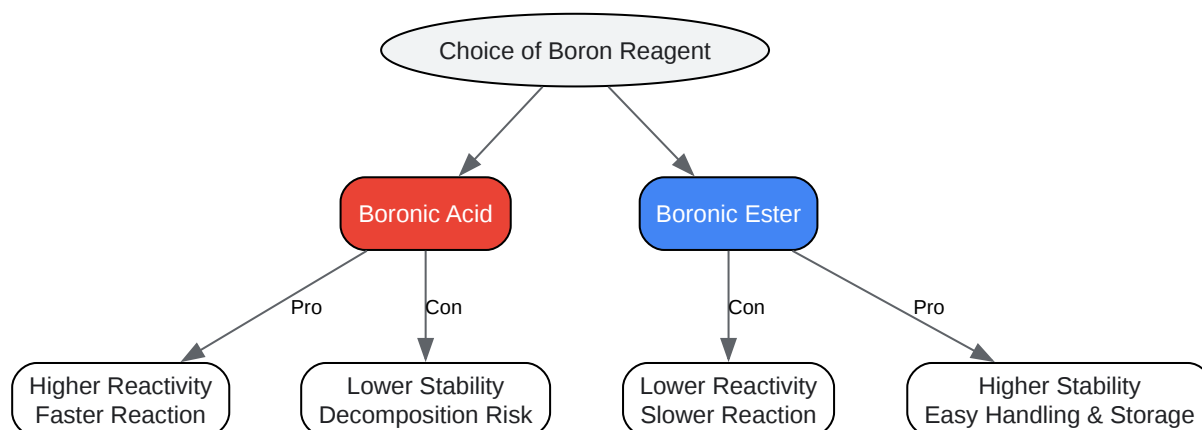 Choice of Boron Reagent
Boronic Acid
Boronic Ester
Pro
Con
Con
Pro
Higher Reactivity
Faster Reaction
Lower Stability
Decomposition Risk
Lower Reactivity
Slower Reaction
Higher Stability
Easy Handling & Storage